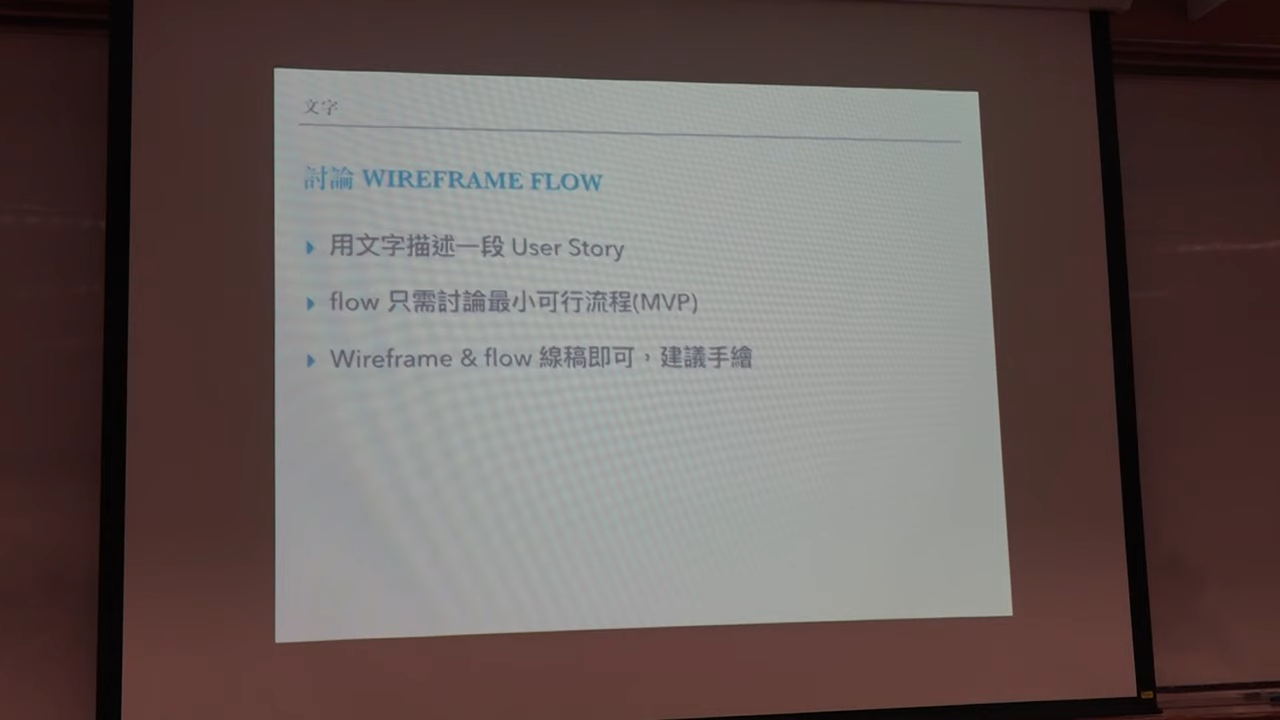 文字
討論 WIREFRAME FLOW
用文字描述一段 User Story
flow 只需討論最小可行流程(MVP)
Wireframe & flow 線稿即可，建議手繪